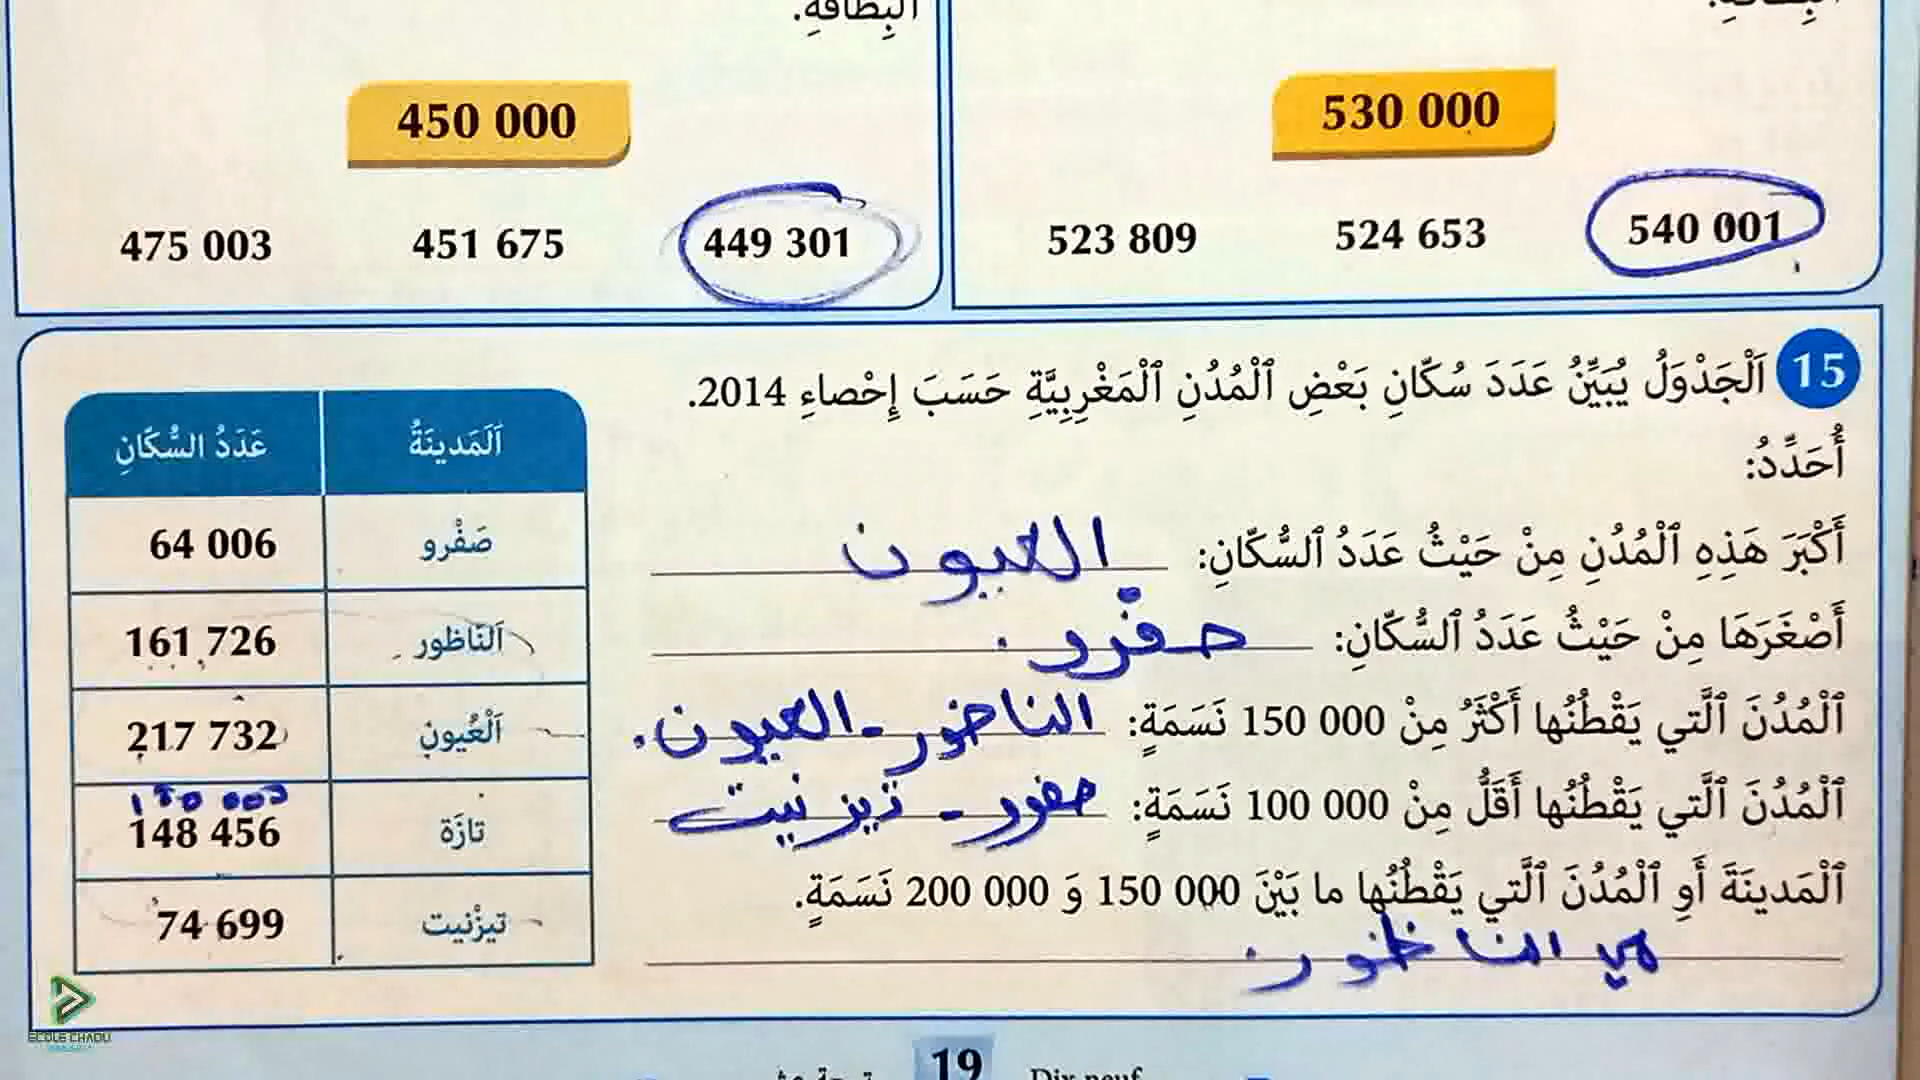 اَلْبِطاقَةِ.
530 000
540 001
524 653
523 809
450 000
449 301
451 675
475 003
15 اَلْجَدْوَلُ يُبَيِّنُ عَدَدَ سُكّانِ بَعْضِ ٱلْمُدُنِ ٱلْمَغْرِبِيَّةِ حَسَبَ إِحْصاءِ 2014.
أُحَدِّدُ:
أَكْبَرَ هَذِهِ ٱلْمُدُنِ مِنْ حَيْثُ عَدَدُ ٱلسُّكّانِ: العيون
أَصْغَرَهَا مِنْ حَيْثُ عَدَدُ ٱلسُّكّانِ: صفرو.
ٱلْمُدُنَ ٱلَّتي يَقْطُنُها أَكْثَرُ مِنْ 000 150 نَسَمَةٍ: الناظور - العيون.
ٱلْمُدُنَ ٱلَّتي يَقْطُنُها أَقَلُّ مِنْ 000 100 نَسَمَةٍ: صفرو - تيزنيت
ٱلْمَدينَةَ أَوِ ٱلْمُدُنَ ٱلَّتي يَقْطُنُها ما بَيْنَ 000 150 وَ 000 200 نَسَمَةٍ.
هي الناظور.
اَلمَدينَةُ عَدَدُ السُّكّانِ
صَفْرو 64 006
اَلنّاظور 161 726
اَلْعُيونِ 217 732
150 000
تازَة 148 456
تيزْنيت 74 699
ECOLE CHADLI
19 Dix-neuf